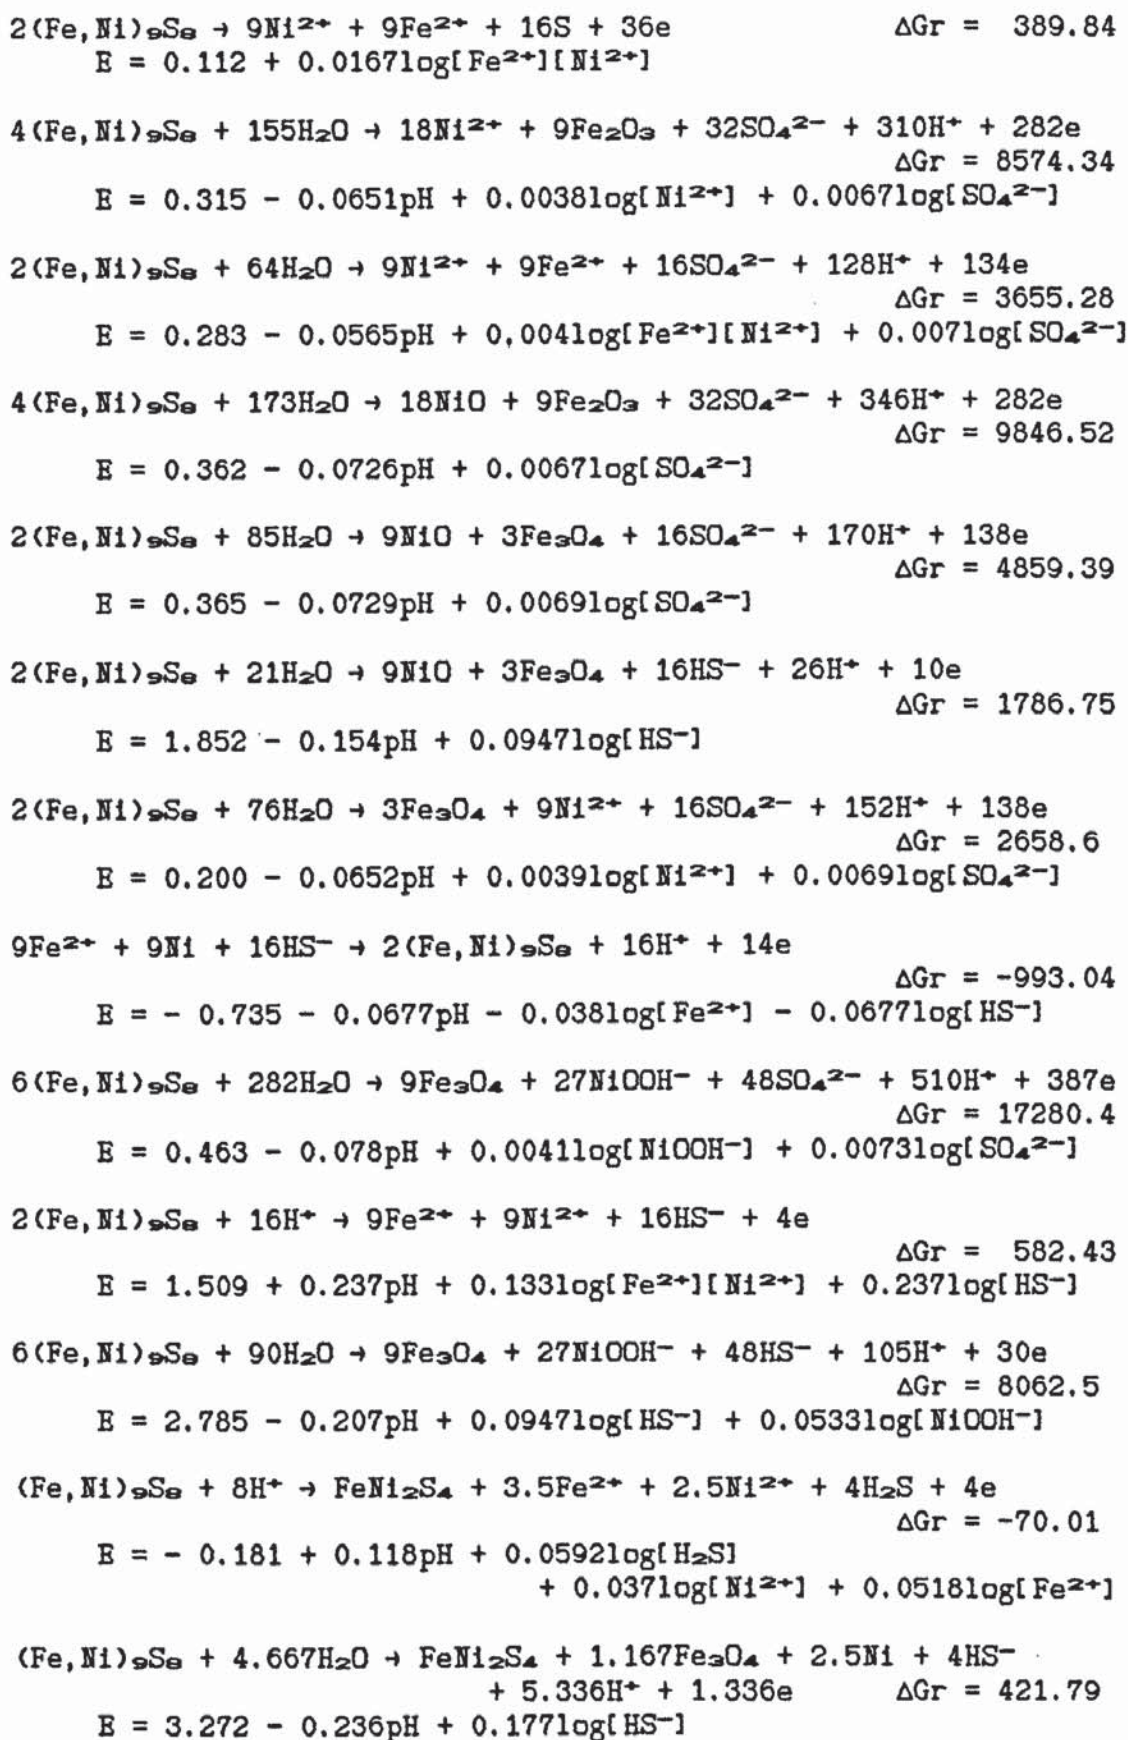 2(Fe,Ni)₉S₈ → 9Ni²⁺ + 9Fe²⁺ + 16S + 36e ΔGr = 389.84
E = 0.112 + 0.0167log[Fe²⁺][Ni²⁺]
4(Fe,Ni)₉S₈ + 155H₂O → 18Ni²⁺ + 9Fe₂O₃ + 32SO₄²⁻ + 310H⁺ + 282e
ΔGr = 8574.34
E = 0.315 - 0.0651pH + 0.0038log[Ni²⁺] + 0.0067log[SO₄²⁻]
2(Fe,Ni)₉S₈ + 64H₂O → 9Ni²⁺ + 9Fe²⁺ + 16SO₄²⁻ + 128H⁺ + 134e
ΔGr = 3655.28
E = 0.283 - 0.0565pH + 0.004log[Fe²⁺][Ni²⁺] + 0.007log[SO₄²⁻]
4(Fe,Ni)₉S₈ + 173H₂O → 18NiO + 9Fe₂O₃ + 32SO₄²⁻ + 346H⁺ + 282e
ΔGr = 9846.52
E = 0.362 - 0.0726pH + 0.0067log[SO₄²⁻]
2(Fe,Ni)₉S₈ + 85H₂O → 9NiO + 3Fe₃O₄ + 16SO₄²⁻ + 170H⁺ + 138e
ΔGr = 4859.39
E = 0.365 - 0.0729pH + 0.0069log[SO₄²⁻]
2(Fe,Ni)₉S₈ + 21H₂O → 9NiO + 3Fe₃O₄ + 16HS⁻ + 26H⁺ + 10e
ΔGr = 1786.75
E = 1.852 - 0.154pH + 0.0947log[HS⁻]
2(Fe,Ni)₉S₈ + 76H₂O → 3Fe₃O₄ + 9Ni²⁺ + 16SO₄²⁻ + 152H⁺ + 138e
ΔGr = 2658.6
E = 0.200 - 0.0652pH + 0.0039log[Ni²⁺] + 0.0069log[SO₄²⁻]
9Fe²⁺ + 9Ni + 16HS⁻ → 2(Fe,Ni)₉S₈ + 16H⁺ + 14e
ΔGr = -993.04
E = - 0.735 - 0.0677pH - 0.038log[Fe²⁺] - 0.0677log[HS⁻]
6(Fe,Ni)₉S₈ + 282H₂O → 9Fe₃O₄ + 27NiOOH⁻ + 48SO₄²⁻ + 510H⁺ + 387e
ΔGr = 17280.4
E = 0.463 - 0.078pH + 0.0041log[NiOOH⁻] + 0.0073log[SO₄²⁻]
2(Fe,Ni)₉S₈ + 16H⁺ → 9Fe²⁺ + 9Ni²⁺ + 16HS⁻ + 4e
ΔGr = 582.43
E = 1.509 + 0.237pH + 0.133log[Fe²⁺][Ni²⁺] + 0.237log[HS⁻]
6(Fe,Ni)₉S₈ + 90H₂O → 9Fe₃O₄ + 27NiOOH⁻ + 48HS⁻ + 105H⁺ + 30e
ΔGr = 8062.5
E = 2.785 - 0.207pH + 0.0947log[HS⁻] + 0.0533log[NiOOH⁻]
(Fe,Ni)₉S₈ + 8H⁺ → FeNi₂S₄ + 3.5Fe²⁺ + 2.5Ni²⁺ + 4H₂S + 4e
ΔGr = -70.01
E = - 0.181 + 0.118pH + 0.0592log[H₂S]
+ 0.037log[Ni²⁺] + 0.0518log[Fe²⁺]
(Fe,Ni)₉S₈ + 4.667H₂O → FeNi₂S₄ + 1.167Fe₃O₄ + 2.5Ni + 4HS⁻
+ 5.336H⁺ + 1.336e ΔGr = 421.79
E = 3.272 - 0.236pH + 0.177log[HS⁻]